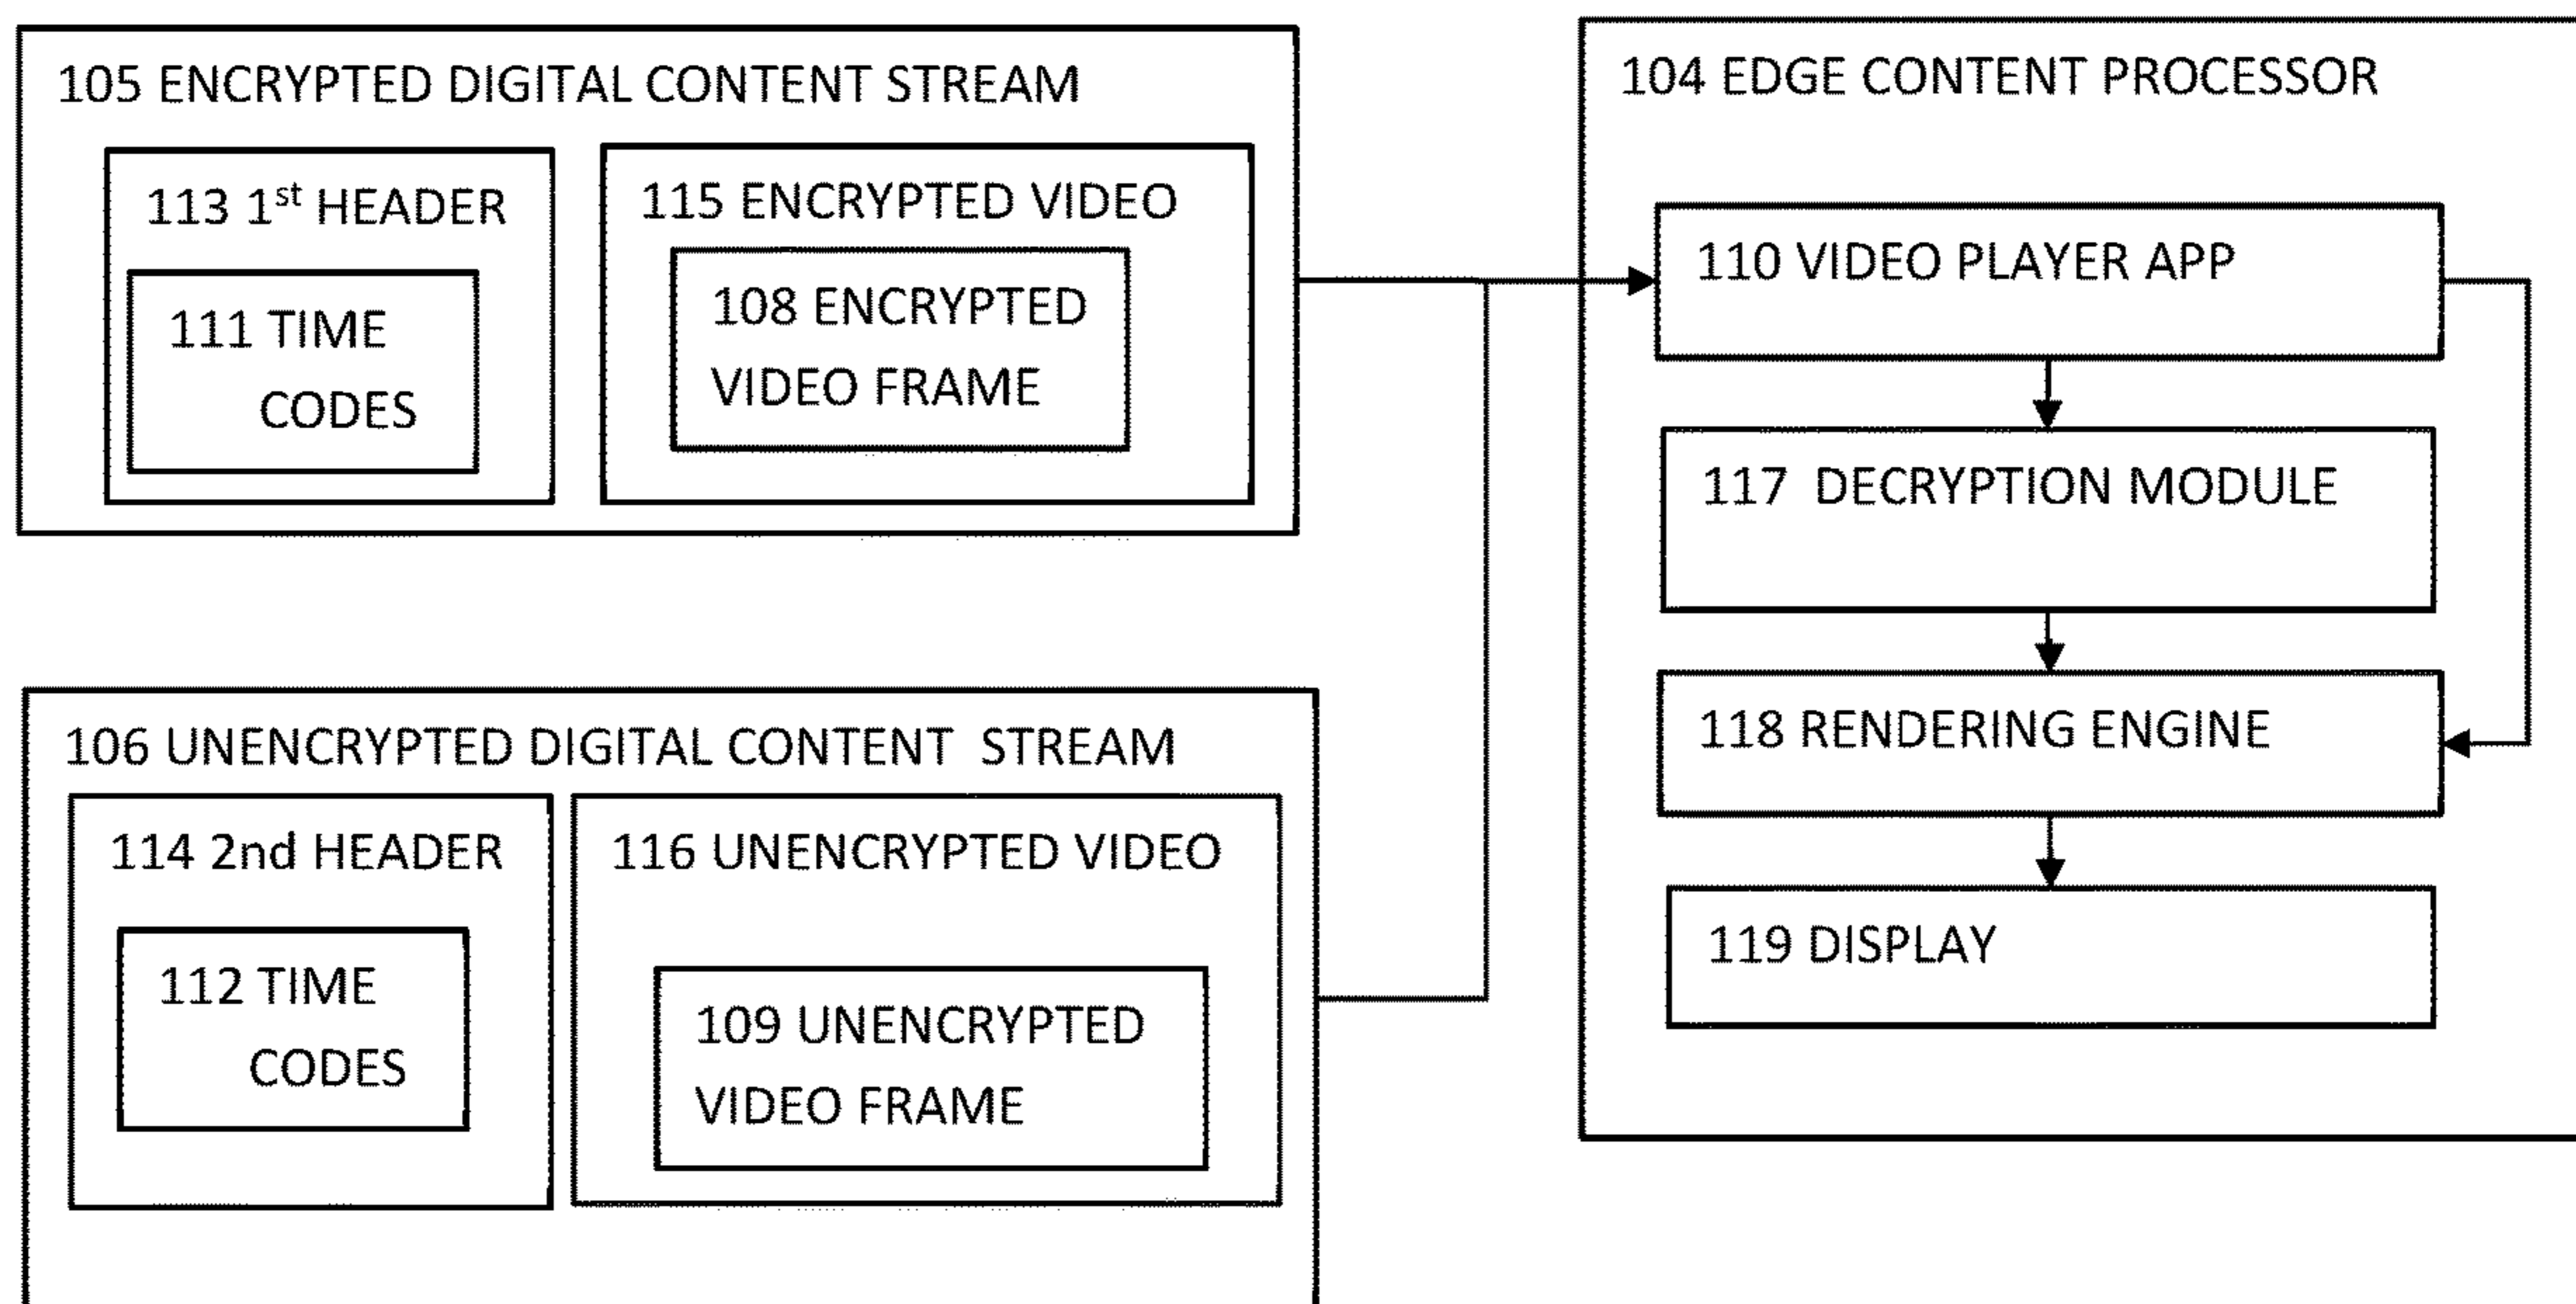 105 ENCRYPTED DIGITAL CONTENT STREAM
113 1st HEADER
111 TIME
CODES
115 ENCRYPTED VIDEO
108 ENCRYPTED
VIDEO FRAME
106 UNENCRYPTED DIGITAL CONTENT STREAM
114 2nd HEADER
112 TIME
CODES
116 UNENCRYPTED VIDEO
109 UNENCRYPTED
VIDEO FRAME
104 EDGE CONTENT PROCESSOR
110 VIDEO PLAYER APP
117 DECRYPTION MODULE
118 RENDERING ENGINE
119 DISPLAY